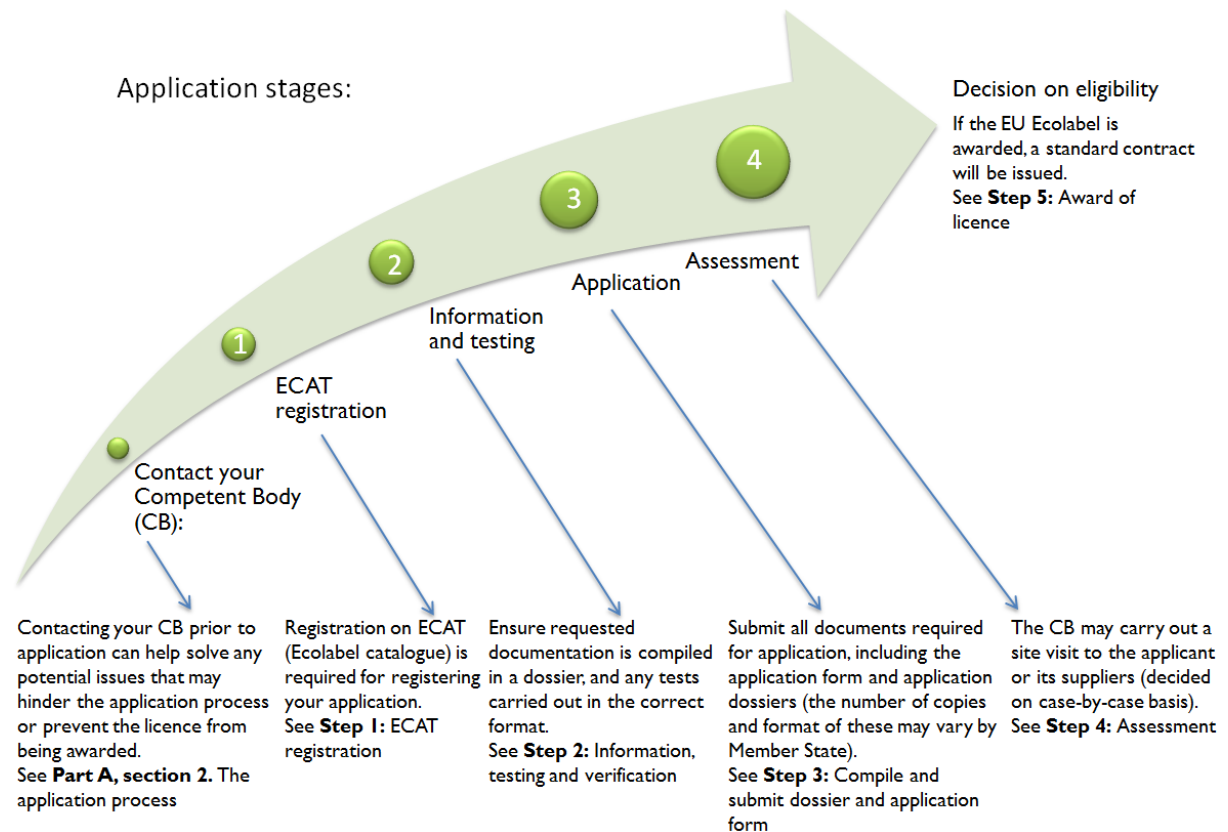 Application stages:
Decision on eligibility
If the EU Ecolabel is
awarded, a standard contract
will be issued.
See Step 5: Award of
licence
4
3
2
1
Assessment
Application
Information
and testing
ECAT
registration
Contact your
Competent Body
(CB):
Contacting your CB prior to
application can help solve any
potential issues that may
hinder the application process
or prevent the licence from
being awarded.
See Part A, section 2. The
application process
Registration on ECAT
(Ecolabel catalogue) is
required for registering
your application.
See Step 1: ECAT
registration
Ensure requested
documentation is compiled
in a dossier, and any tests
carried out in the correct
format.
See Step 2: Information,
testing and verification
Submit all documents required
for application, including the
application form and application
dossiers (the number of copies
and format of these may vary by
Member State).
See Step 3: Compile and
submit dossier and application
form
The CB may carry out a
site visit to the applicant
or its suppliers (decided
on case-by-case basis).
See Step 4: Assessment